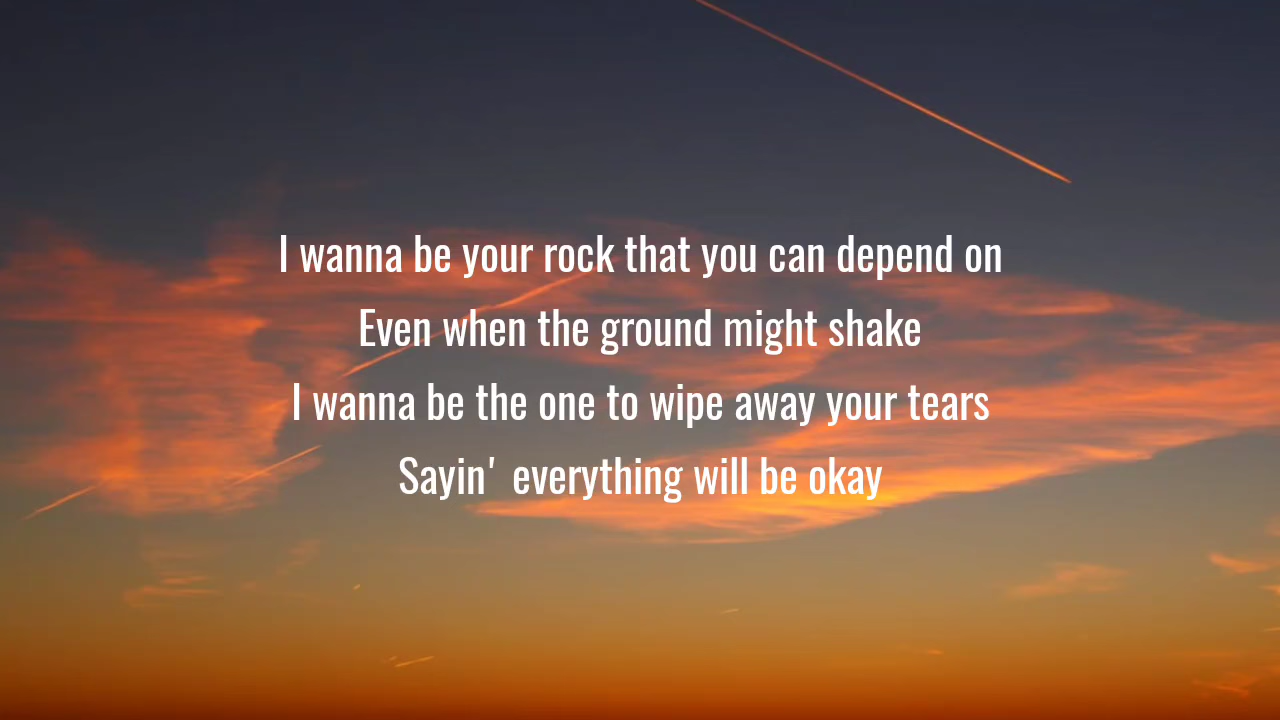 I wanna be your rock that you can depend on
Even when the ground might shake
I wanna be the one to wipe away your tears
Sayin' everything will be okay